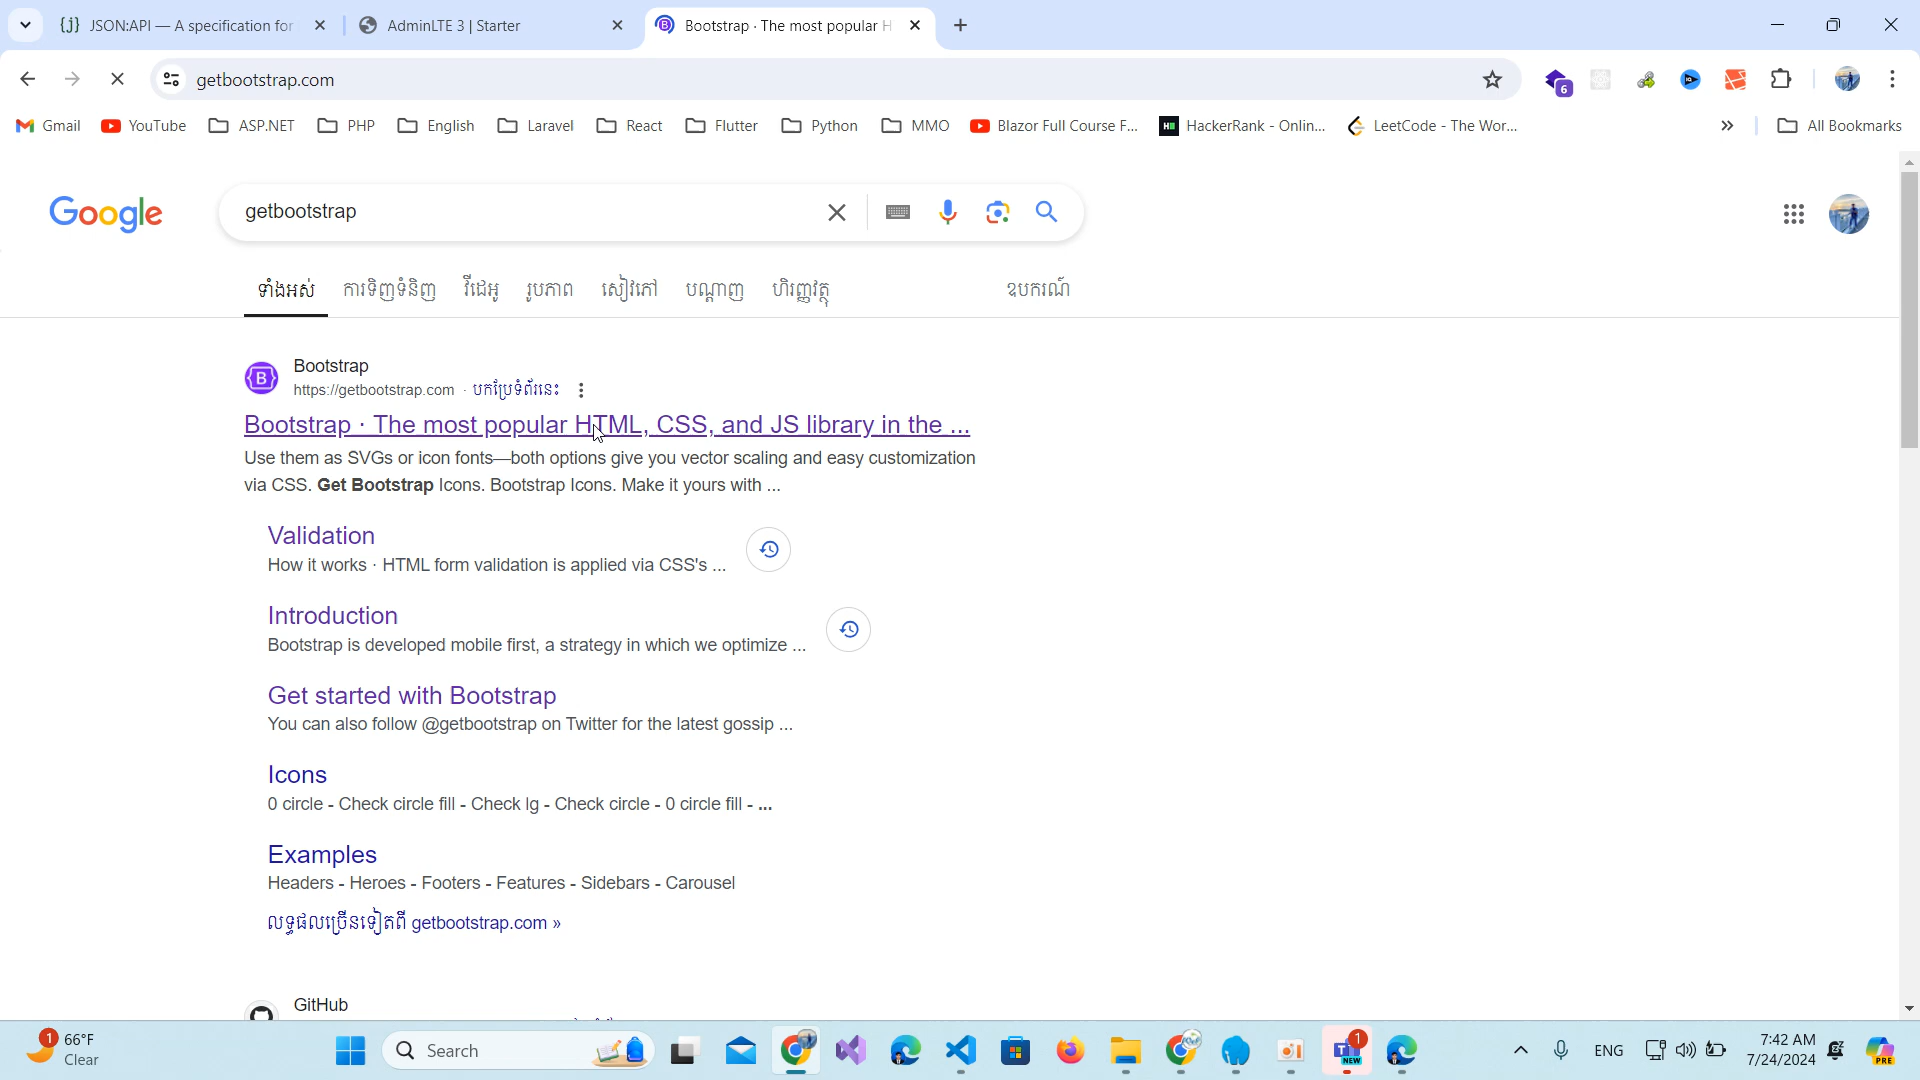 JSON:API — A specification for
AdminLTE 3 | Starter
Bootstrap · The most popular H
getbootstrap.com
6
Gmail
YouTube
ASP.NET
PHP
English
Laravel
React
Flutter
Python
MMO
Blazor Full Course F...
HackerRank - Onlin...
LeetCode - The Wor...
All Bookmarks
Google
getbootstrap
ទាំងអស់
ការទិញទំនិញ
វីដេអូ
រូបភាព
សៀវភៅ
បណ្ដាញ
ហិរញ្ញវត្ថុ
ឧបករណ៍
Bootstrap
https://getbootstrap.com · បកប្រែទំព័រនេះ
Bootstrap · The most popular HTML, CSS, and JS library in the ...
Use them as SVGs or icon fonts—both options give you vector scaling and easy customization
via CSS. Get Bootstrap Icons. Bootstrap Icons. Make it yours with ...
Validation
How it works · HTML form validation is applied via CSS's ...
Introduction
Bootstrap is developed mobile first, a strategy in which we optimize ...
Get started with Bootstrap
You can also follow @getbootstrap on Twitter for the latest gossip ...
Icons
0 circle - Check circle fill - Check lg - Check circle - 0 circle fill - ...
Examples
Headers - Heroes - Footers - Features - Sidebars - Carousel
លទ្ធផលច្រើនទៀតពី getbootstrap.com »
GitHub
1
66°F
Clear
Search
1
NEW
ENG
7:42 AM
7/24/2024
PRE